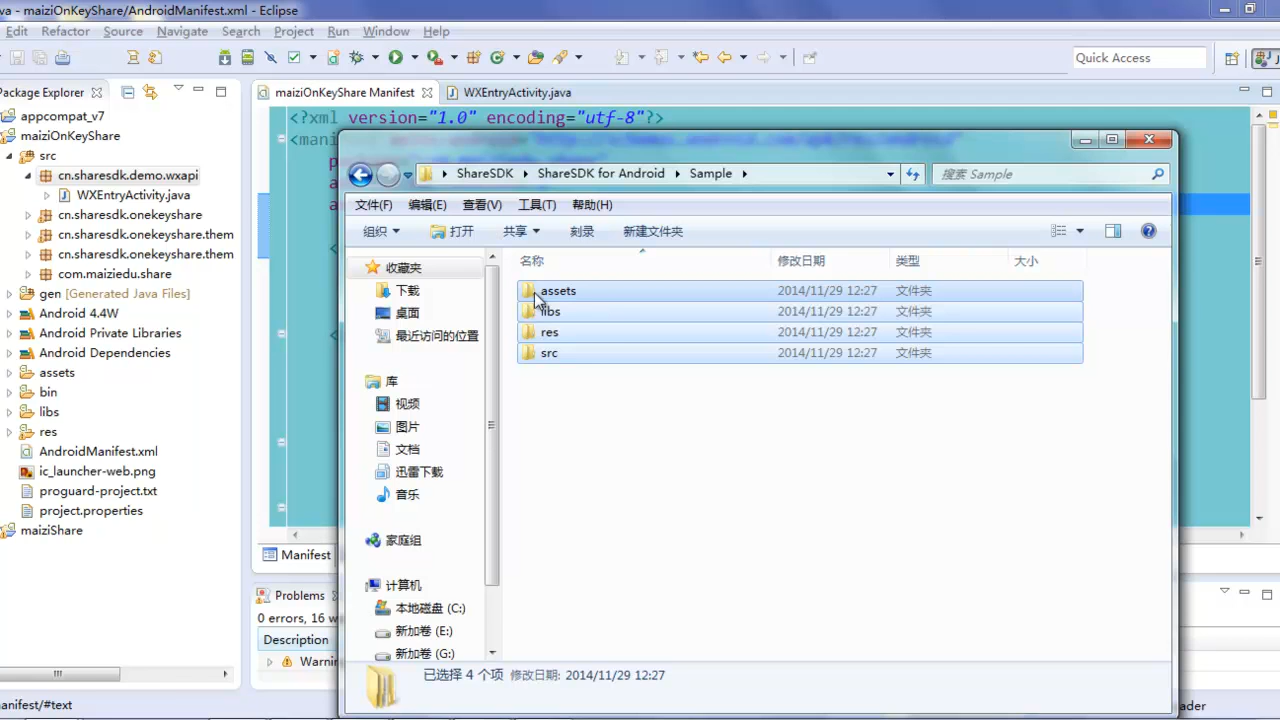 va - maiziOnKeyShare/AndroidManifest.xml - Eclipse
Edit Refactor Source Navigate Search Project Run Window Help
Quick Access
Package Explorer
maiziOnKeyShare Manifest
WXEntryActivity.java
appcompat_v7
maiziOnKeyShare
src
cn.sharesdk.demo.wxapi
WXEntryActivity.java
cn.sharesdk.onekeyshare
cn.sharesdk.onekeyshare.them
cn.sharesdk.onekeyshare.them
com.maiziedu.share
gen [Generated Java Files]
Android 4.4W
Android Private Libraries
Android Dependencies
assets
bin
libs
res
AndroidManifest.xml
ic_launcher-web.png
proguard-project.txt
project.properties
maiziShare
<?xml version="1.0" encoding="utf-8"?>
<mani
ShareSDK ShareSDK for Android Sample
搜索 Sample
文件(F) 编辑(E) 查看(V) 工具(T) 帮助(H)
组织 打开 共享 刻录 新建文件夹
名称 修改日期 类型 大小
assets 2014/11/29 12:27 文件夹
libs 2014/11/29 12:27 文件夹
res 2014/11/29 12:27 文件夹
src 2014/11/29 12:27 文件夹
收藏夹
下载
桌面
最近访问的位置
库
视频
图片
文档
迅雷下载
音乐
家庭组
计算机
本地磁盘 (C:)
新加卷 (E:)
新加卷 (G:)
已选择 4 个项 修改日期: 2014/11/29 12:27
Manifest
Problems
0 errors, 16 w
Description
Warnin
manifest/#text
ader